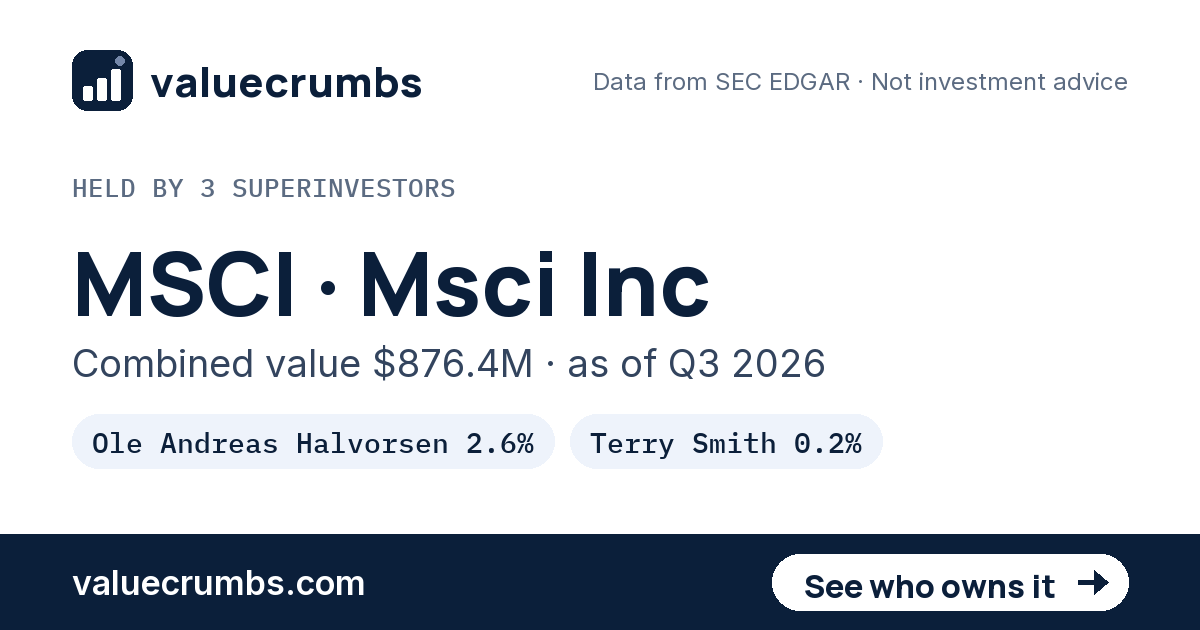 valuecrumbs
Data from SEC EDGAR · Not investment advice
HELD BY 3 SUPERINVESTORS
MSCI · Msci Inc
Combined value $876.4M · as of Q3 2026
Ole Andreas Halvorsen 2.6%
Terry Smith 0.2%
valuecrumbs.com
See who owns it →